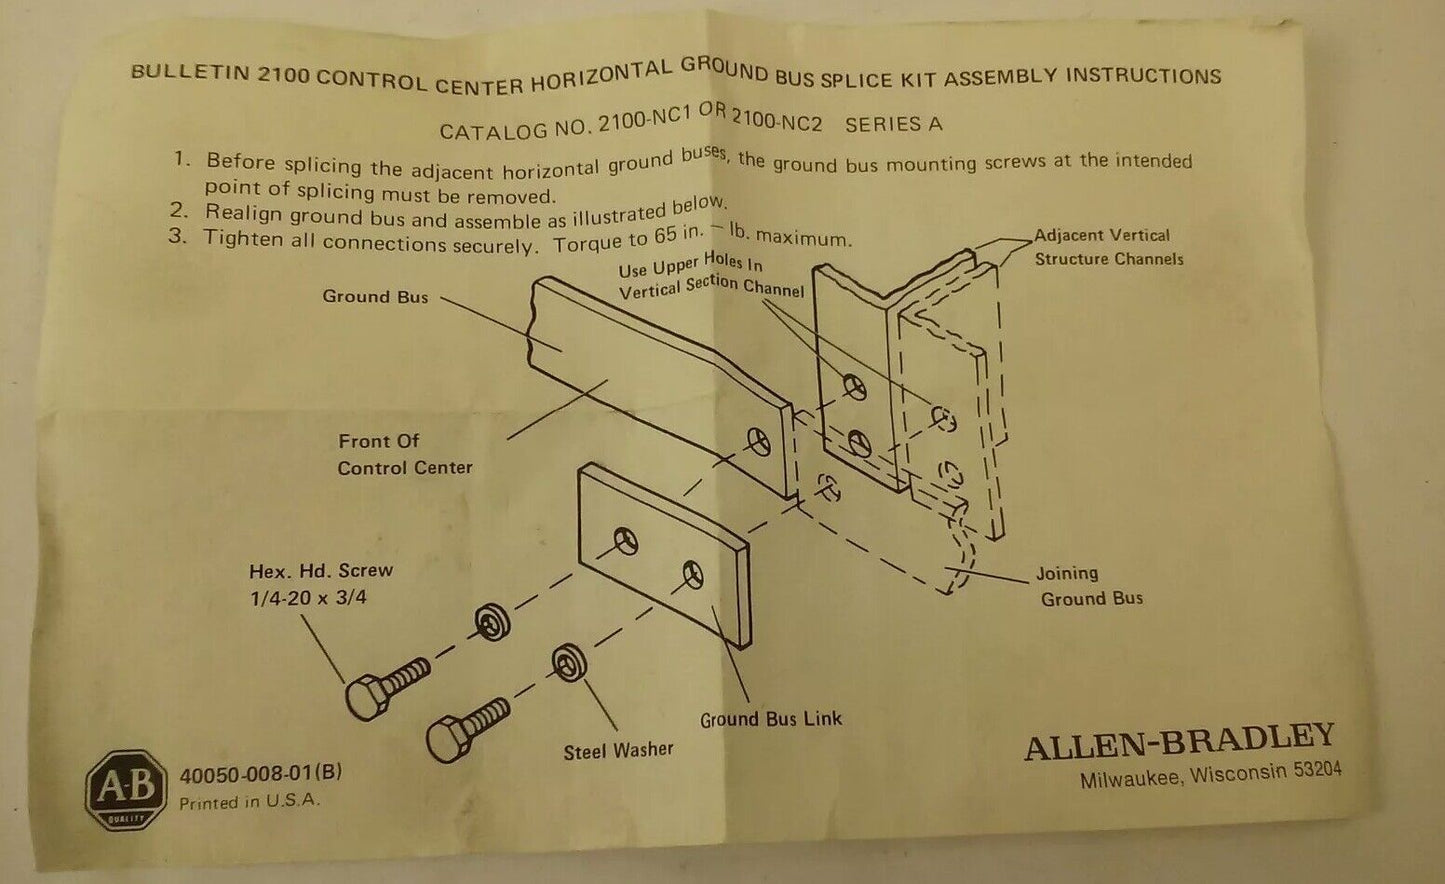 BULLETIN 2100 CONTROL CENTER HORIZONTAL GROUND BUS SPLICE KIT ASSEMBLY INSTRUCTIONS
CATALOG NO. 2100-NC1 OR 2100-NC2 SERIES A
1. Before splicing the adjacent horizontal ground buses, the ground bus mounting screws at the intended
point of splicing must be removed.
2. Realign ground bus and assemble as illustrated below.
3. Tighten all connections securely. Torque to 65 in. – lb. maximum.
Adjacent Vertical
Structure Channels
Use Upper Holes In
Vertical Section Channel
Ground Bus
Front Of
Control Center
Hex. Hd. Screw
1/4-20 x 3/4
Joining
Ground Bus
Ground Bus Link
Steel Washer
A-B
QUALITY
40050-008-01(B)
Printed in U.S.A.
ALLEN-BRADLEY
Milwaukee, Wisconsin 53204